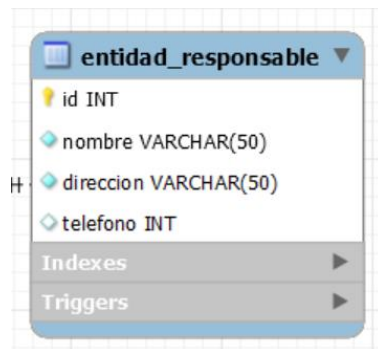 entidad_responsable
id INT
nombre VARCHAR(50)
direccion VARCHAR(50)
telefono INT
Indexes
Triggers